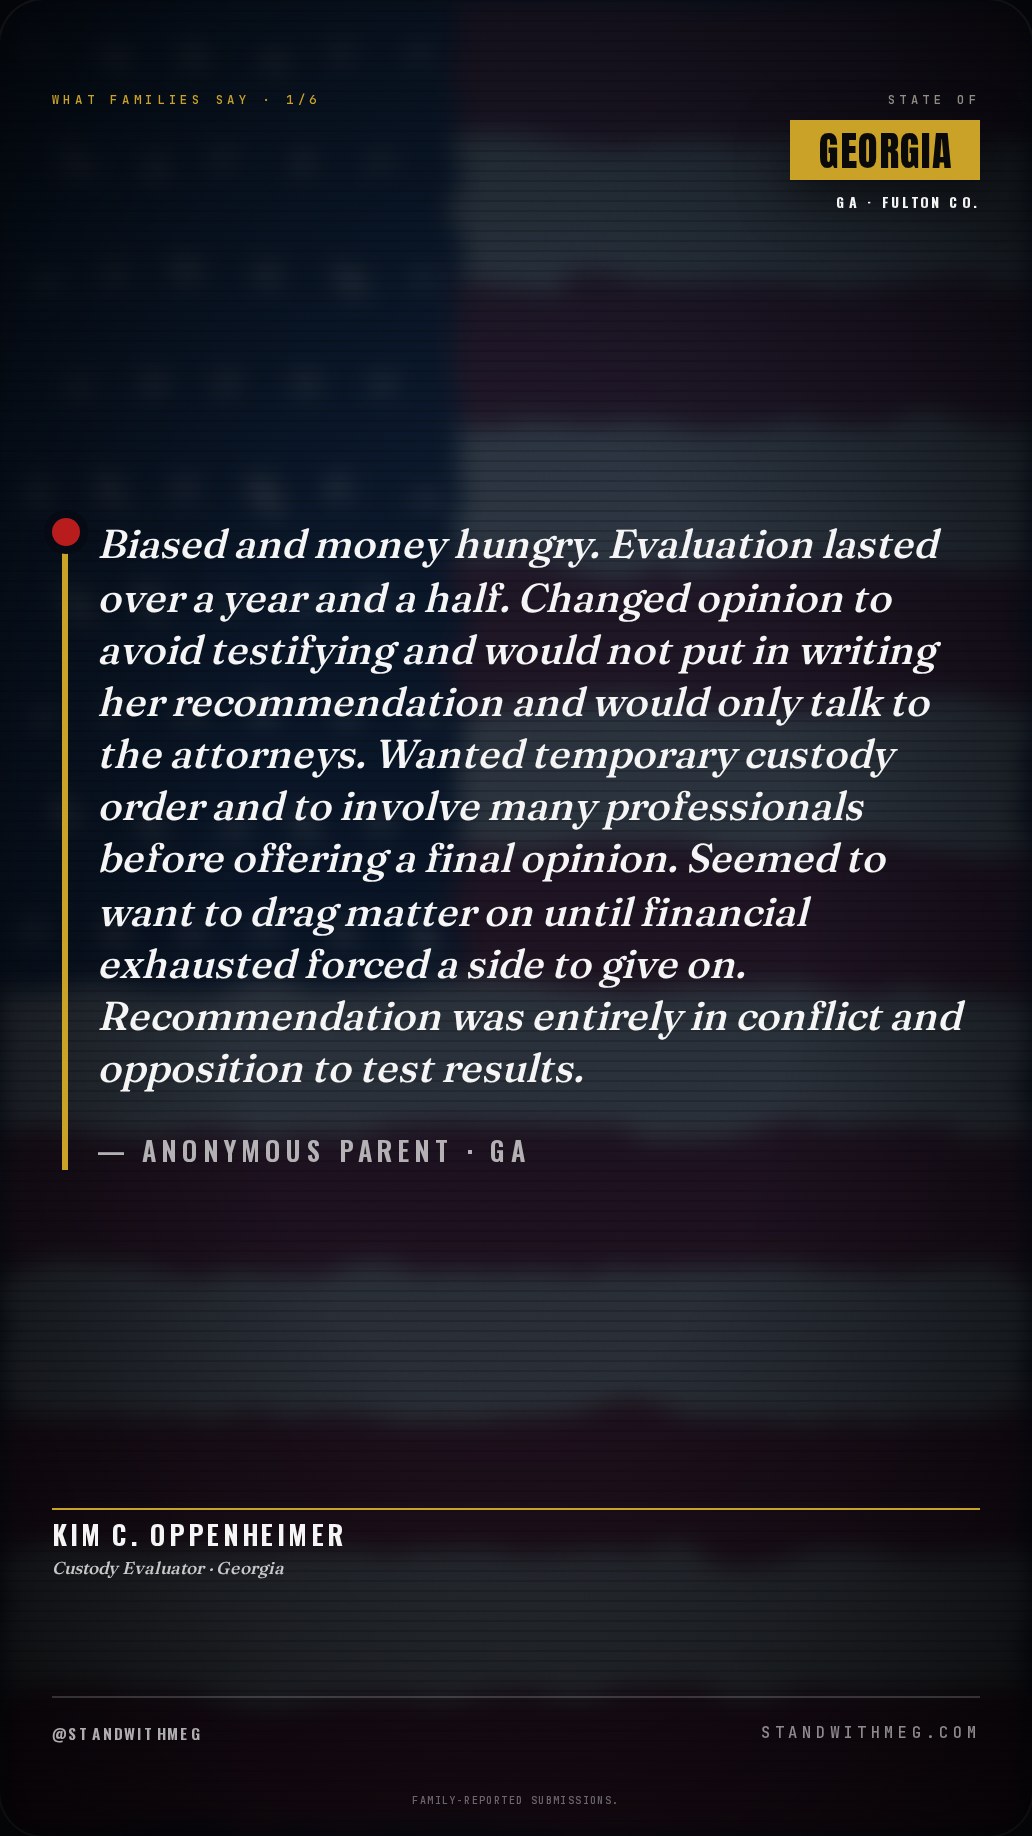 WHAT FAMILIES SAY · 1/6
STATE OF
GEORGIA
GA · FULTON CO.
Biased and money hungry. Evaluation lasted
over a year and a half. Changed opinion to
avoid testifying and would not put in writing
her recommendation and would only talk to
the attorneys. Wanted temporary custody
order and to involve many professionals
before offering a final opinion. Seemed to
want to drag matter on until financial
exhausted forced a side to give on.
Recommendation was entirely in conflict and
opposition to test results.
— ANONYMOUS PARENT · GA
KIM C. OPPENHEIMER
Custody Evaluator · Georgia
@STANDWITHMEG
STANDWITHMEG.COM
FAMILY-REPORTED SUBMISSIONS.